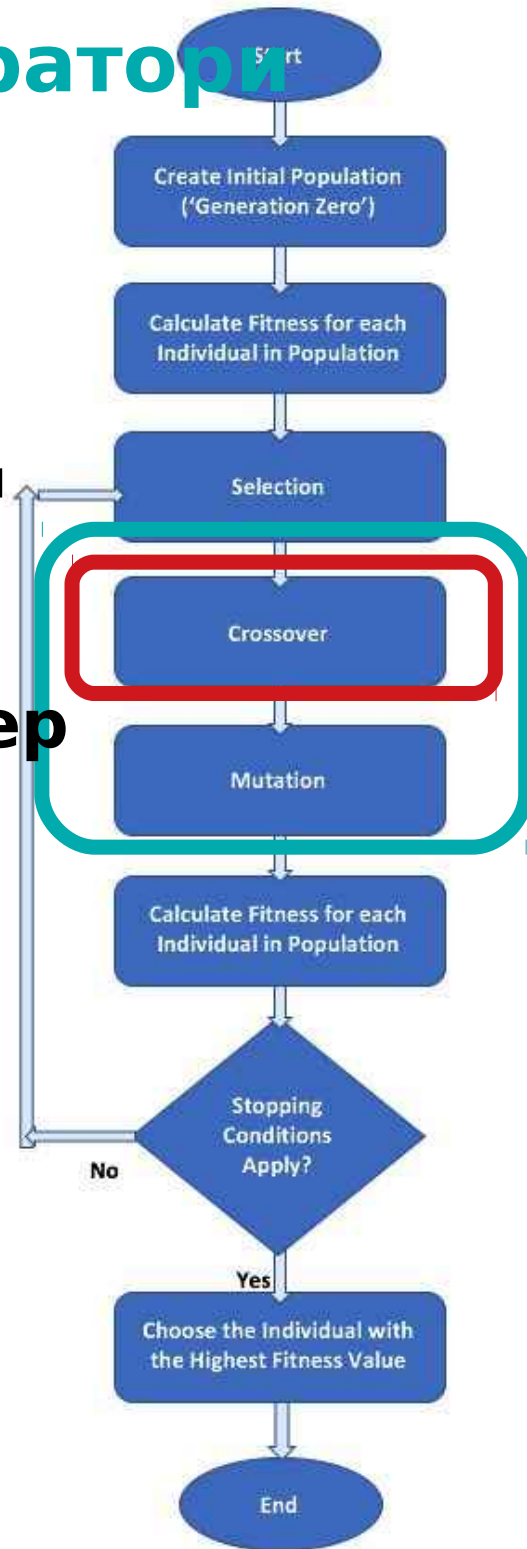 ратори
Start
Create Initial Population
(‘Generation Zero’)
Calculate Fitness for each
Individual in Population
Selection
Crossover
ер
Mutation
Calculate Fitness for each
Individual in Population
Stopping
Conditions
Apply?
No
Yes
Choose the Individual with
the Highest Fitness Value
End